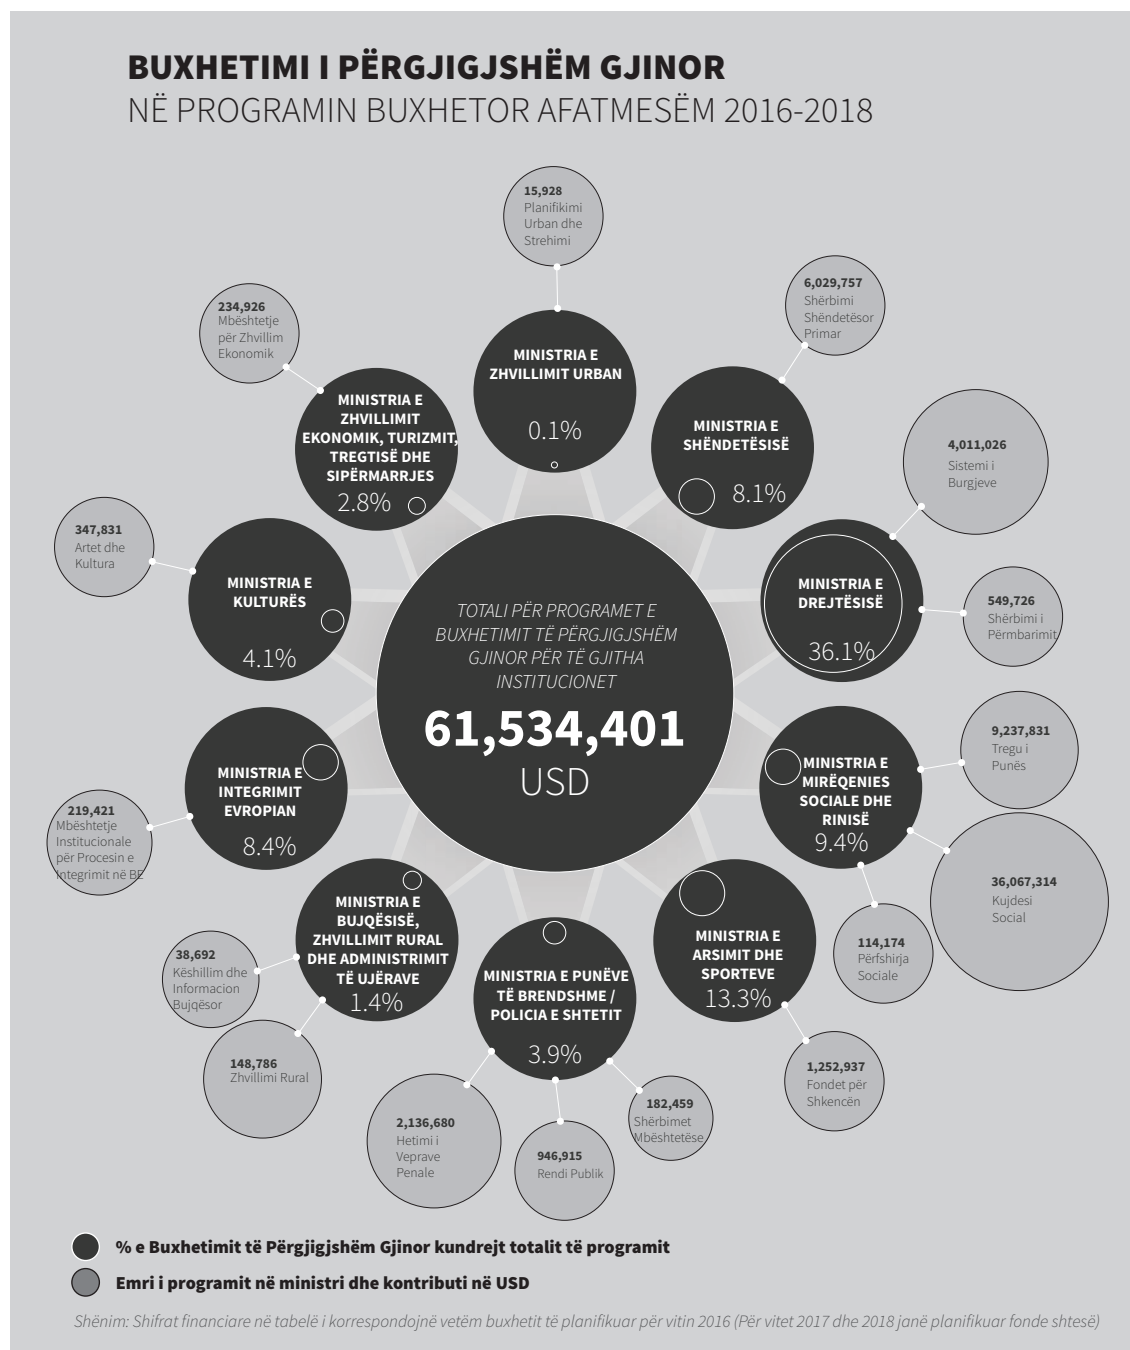 BUXHETIMI I PËRGJIGJSHËM GJINOR
NË PROGRAMIN BUXHETOR AFATMESËM 2016-2018
15,928
Planifikimi
Urban dhe
Strehimi
6,029,757
Shërbimi
Shëndetësor
Primar
234,926
Mbështetje
për Zhvillim
Ekonomik
MINISTRIA E
ZHVILLIMIT URBAN
0.1%
MINISTRIA E
ZHVILLIMIT
EKONOMIK, TURIZMIT,
TREGTISË DHE
SIPËRMARRJES
2.8%
MINISTRIA E
SHËNDETËSISË
8.1%
4,011,026
Sistemi i
Burgjeve
347,831
Artet dhe
Kultura
MINISTRIA E
KULTURËS
4.1%
MINISTRIA E
DREJTËSISË
36.1%
549,726
Shërbimi i
Përmbarimit
TOTALI PËR PROGRAMET E
BUXHETIMIT TË PËRGJIGJSHËM
GJINOR PËR TË GJITHA
INSTITUCIONET
61,534,401
USD
9,237,831
Tregu i
Punës
MINISTRIA E
MIRËQENIES
SOCIALE DHE
RINISË
9.4%
MINISTRIA E
INTEGRIMIT
EVROPIAN
8.4%
219,421
Mbështetje
Institucionale
për Procesin e
Integrimit në BE
36,067,314
Kujdesi
Social
114,174
Përfshirja
Sociale
MINISTRIA E
BUJQËSISË,
ZHVILLIMIT RURAL
DHE ADMINISTRIMIT
TË UJËRAVE
1.4%
MINISTRIA E
ARSIMIT DHE
SPORTEVE
13.3%
38,692
Këshillim dhe
Informacion
Bujqësor
MINISTRIA E PUNËVE
TË BRENDSHME /
POLICIA E SHTETIT
3.9%
148,786
Zhvillimi Rural
1,252,937
Fondet për
Shkencën
2,136,680
Hetimi i
Veprave
Penale
946,915
Rendi Publik
182,459
Shërbimet
Mbështetëse
% e Buxhetimit të Përgjigjshëm Gjinor kundrejt totalit të programit
Emri i programit në ministri dhe kontributi në USD
Shënim: Shifrat financiare në tabelë i korrespondojnë vetëm buxhetit të planifikuar për vitin 2016 (Për vitet 2017 dhe 2018 janë planifikuar fonde shtesë)